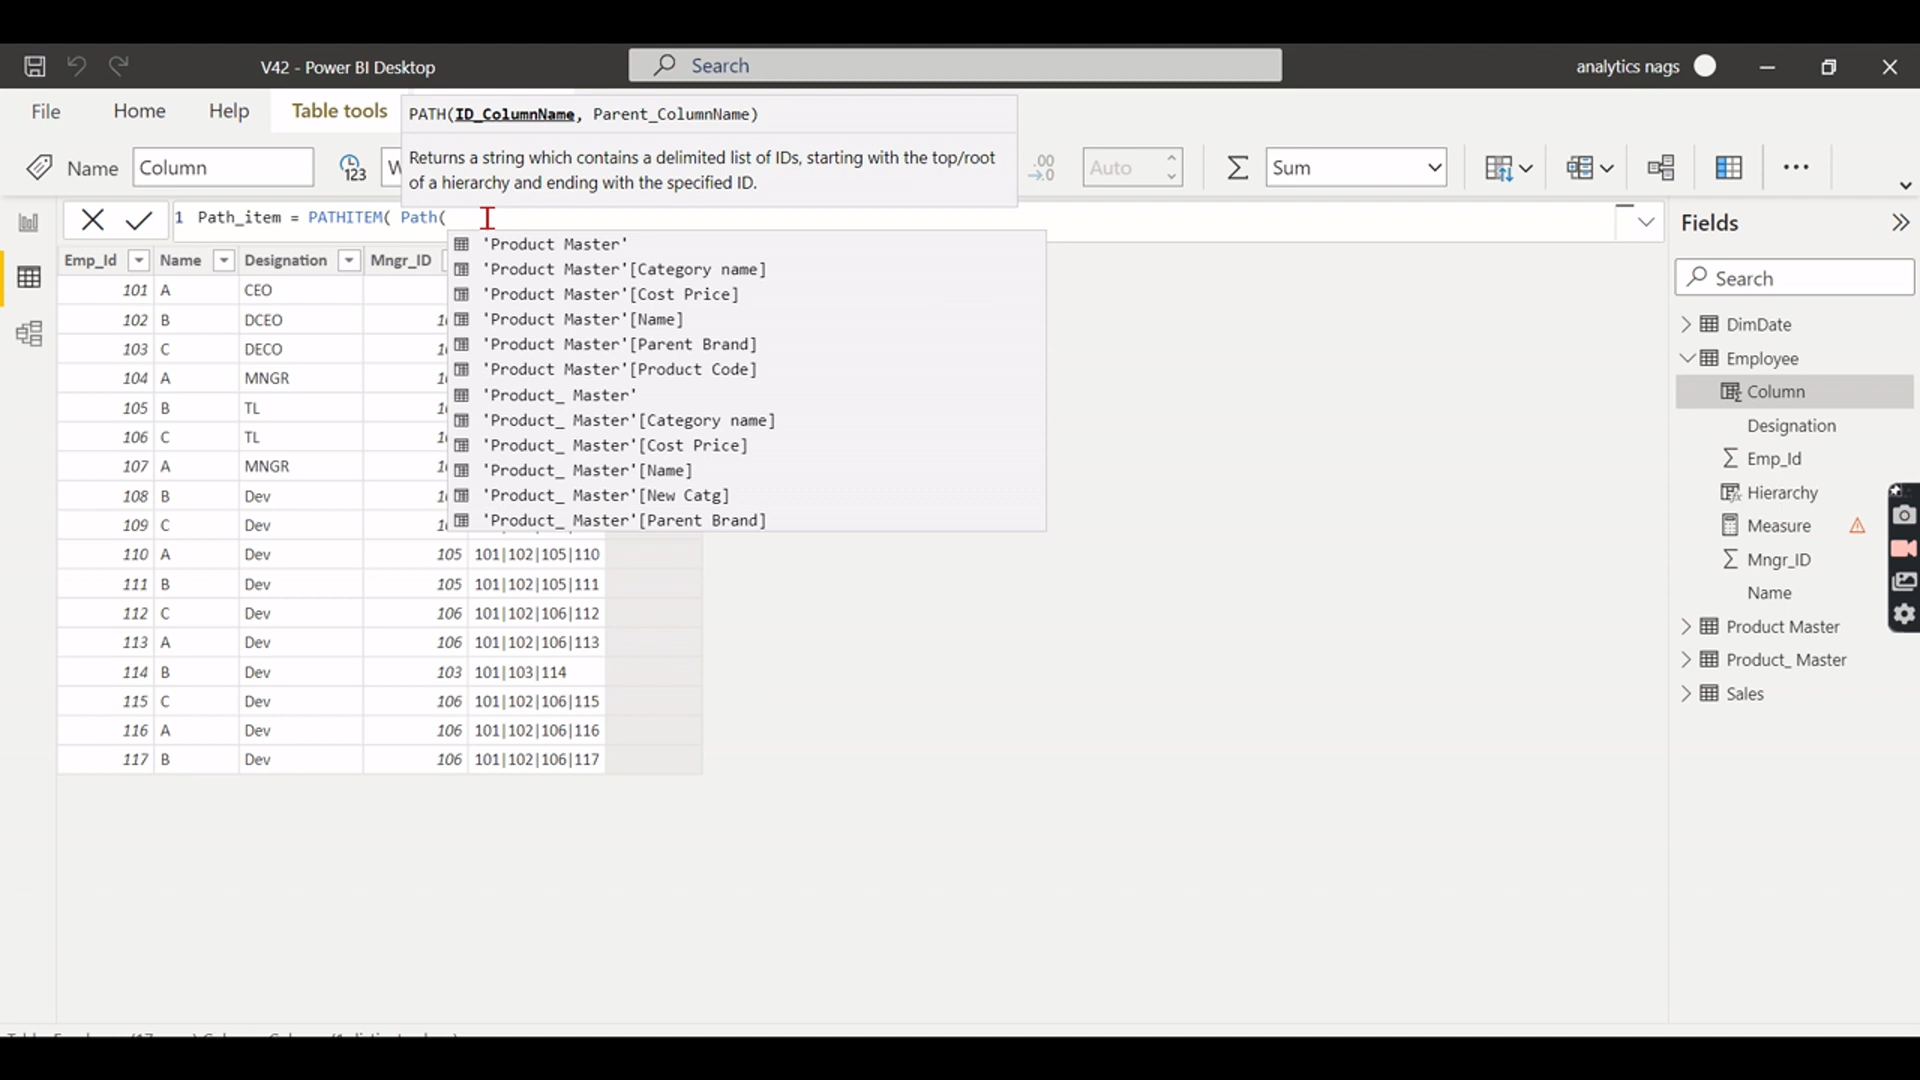 V42 - Power BI Desktop
Search
analytics nags
File
Home
Help
Table tools
PATH(ID_ColumnName, Parent_ColumnName)
Returns a string which contains a delimited list of IDs, starting with the top/root
of a hierarchy and ending with the specified ID.
Name
Column
123
.00
→.0
Auto
Sum
1 Path_item = PATHITEM( Path(
Fields
Search
Emp_Id Name Designation Mngr_ID
101 A CEO
102 B DCEO
103 C DECO
104 A MNGR
105 B TL
106 C TL
107 A MNGR
108 B Dev
109 C Dev
110 A Dev 105 101|102|105|110
111 B Dev 105 101|102|105|111
112 C Dev 106 101|102|106|112
113 A Dev 106 101|102|106|113
114 B Dev 103 101|103|114
115 C Dev 106 101|102|106|115
116 A Dev 106 101|102|106|116
117 B Dev 106 101|102|106|117
'Product Master'
'Product Master'[Category name]
'Product Master'[Cost Price]
'Product Master'[Name]
'Product Master'[Parent Brand]
'Product Master'[Product Code]
'Product_ Master'
'Product_ Master'[Category name]
'Product_ Master'[Cost Price]
'Product_ Master'[Name]
'Product_ Master'[New Catg]
'Product_ Master'[Parent Brand]
DimDate
Employee
Column
Designation
Emp_Id
Hierarchy
Measure
Mngr_ID
Name
Product Master
Product_ Master
Sales